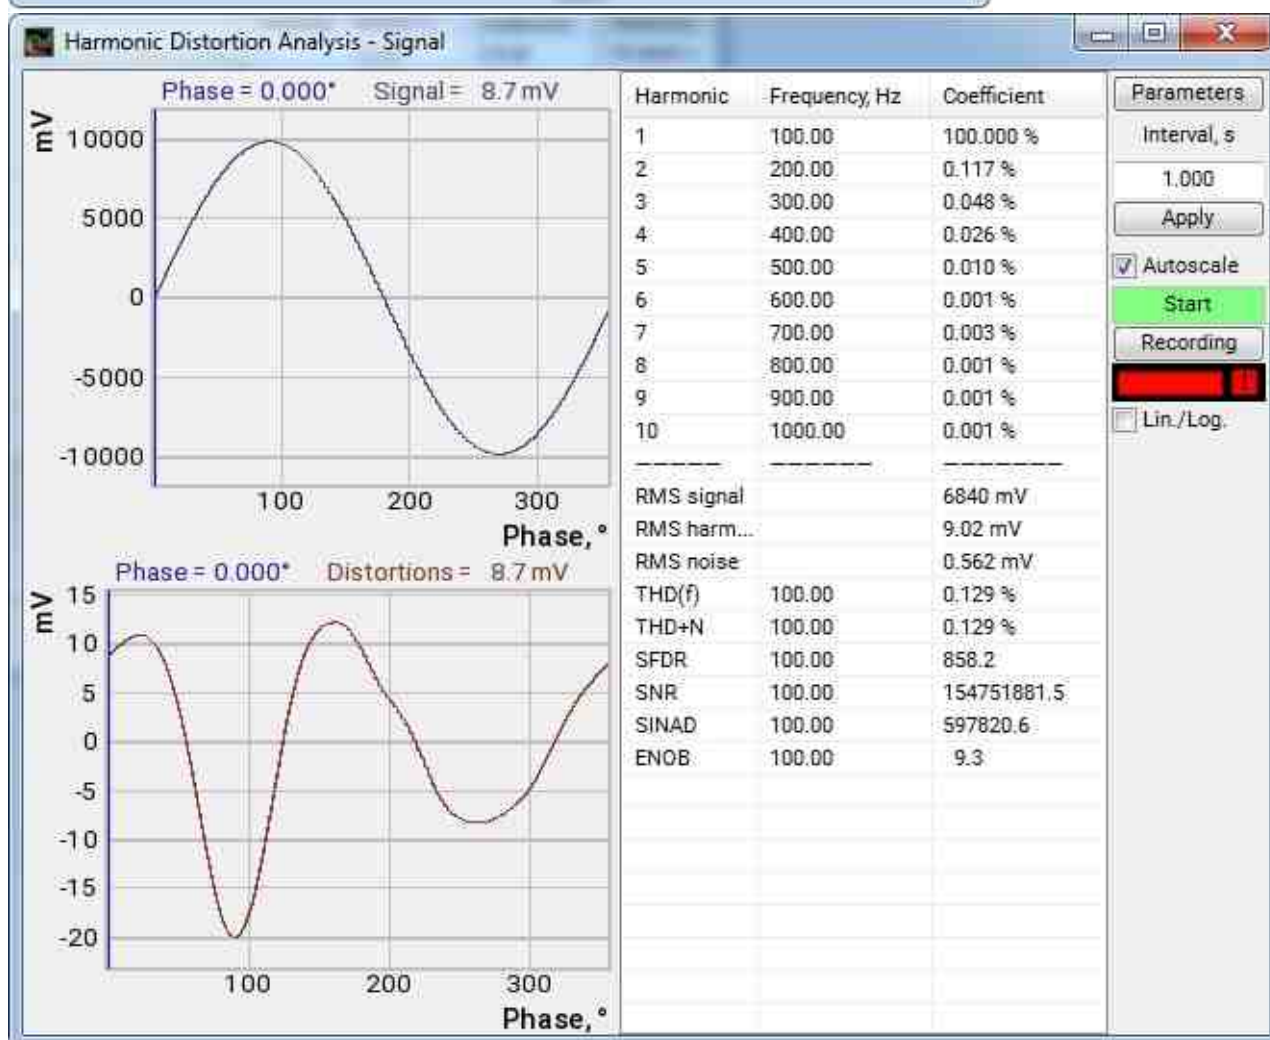 Harmonic Distortion Analysis - Signal
Phase = 0.000° Signal = 8.7 mV
mV
10000
5000
0
-5000
-10000
100 200 300
Phase, °
Phase = 0.000° Distortions = 8.7 mV
mV
15
10
5
0
-5
-10
-15
-20
100 200 300
Phase, °
Harmonic Frequency, Hz Coefficient
1 100.00 100.000 %
2 200.00 0.117 %
3 300.00 0.048 %
4 400.00 0.026 %
5 500.00 0.010 %
6 600.00 0.001 %
7 700.00 0.003 %
8 800.00 0.001 %
9 900.00 0.001 %
10 1000.00 0.001 %
----- ------ -------
RMS signal 6840 mV
RMS harm... 9.02 mV
RMS noise 0.562 mV
THD(f) 100.00 0.129 %
THD+N 100.00 0.129 %
SFDR 100.00 858.2
SNR 100.00 154751881.5
SINAD 100.00 597820.6
ENOB 100.00 9.3
Parameters
Interval, s
1.000
Apply
Autoscale
Start
Recording
Lin./Log.